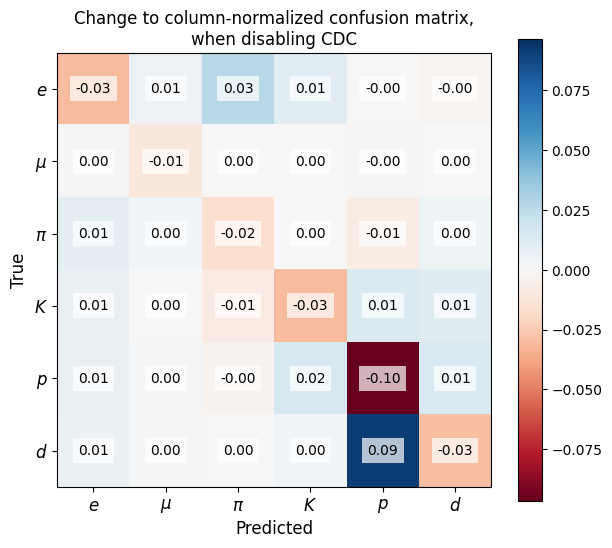 Change to column-normalized confusion matrix,
when disabling CDC
e -0.03 0.01 0.03 0.01 -0.00 -0.00
μ 0.00 -0.01 0.00 0.00 -0.00 0.00
π 0.01 0.00 -0.02 0.00 -0.01 0.00
K 0.01 0.00 -0.01 -0.03 0.01 0.01
p 0.01 0.00 -0.00 0.02 -0.10 0.01
d 0.01 0.00 0.00 0.00 0.09 -0.03
e μ π K p d
Predicted
True
0.075
0.050
0.025
0.000
−0.025
−0.050
−0.075